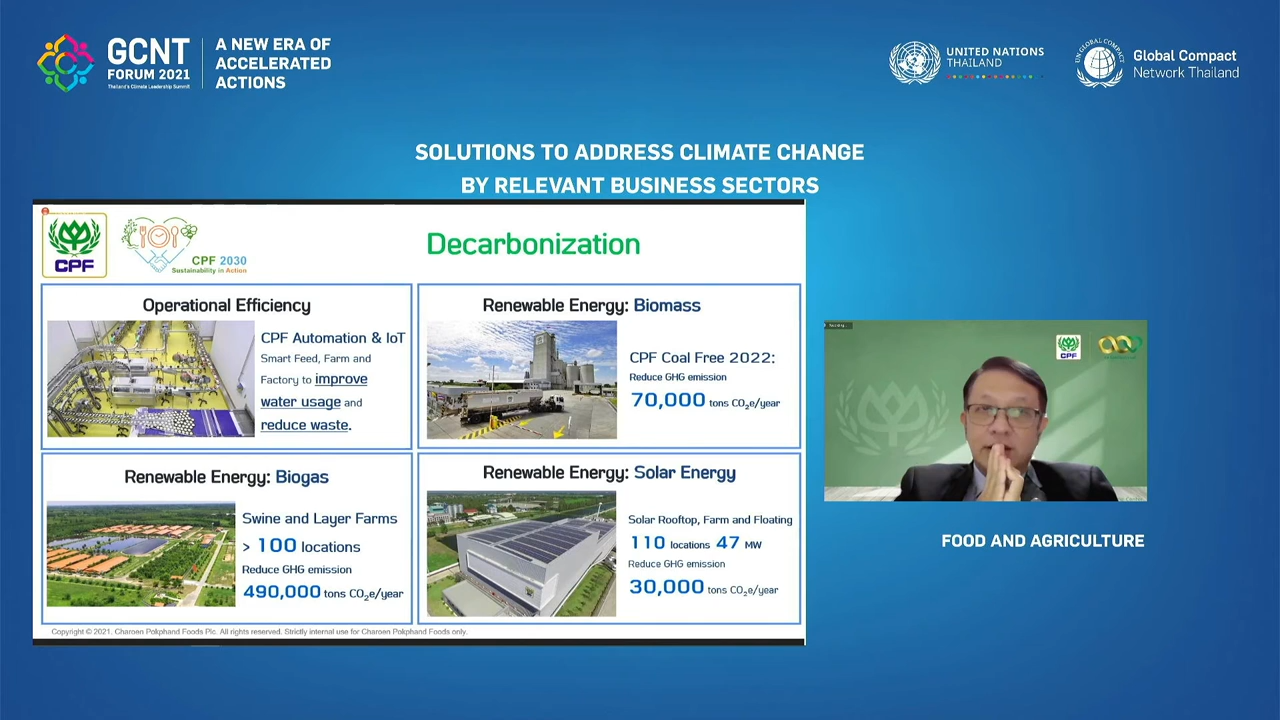 GCNT
FORUM 2021
Thailand's Climate Leadership Summit
A NEW ERA OF
ACCELERATED
ACTIONS
UNITED NATIONS
THAILAND
UN GLOBAL COMPACT
Global Compact
Network Thailand
SOLUTIONS TO ADDRESS CLIMATE CHANGE
BY RELEVANT BUSINESS SECTORS
CPF
CPF 2030
Sustainability in Action
Decarbonization
Operational Efficiency
CPF Automation & IoT
Smart Feed, Farm and
Factory to improve
water usage and
reduce waste.
Renewable Energy: Biomass
CPF Coal Free 2022:
Reduce GHG emission
70,000 tons CO₂e/year
Renewable Energy: Biogas
Swine and Layer Farms
> 100 locations
Reduce GHG emission
490,000 tons CO₂e/year
Renewable Energy: Solar Energy
Solar Rooftop, Farm and Floating
110 locations 47 MW
Reduce GHG emission
30,000 tons CO₂e/year
Copyright © 2021. Charoen Pokphand Foods Plc. All rights reserved. Strictly internal use for Charoen Pokphand Foods only.
CPF
FOOD AND AGRICULTURE